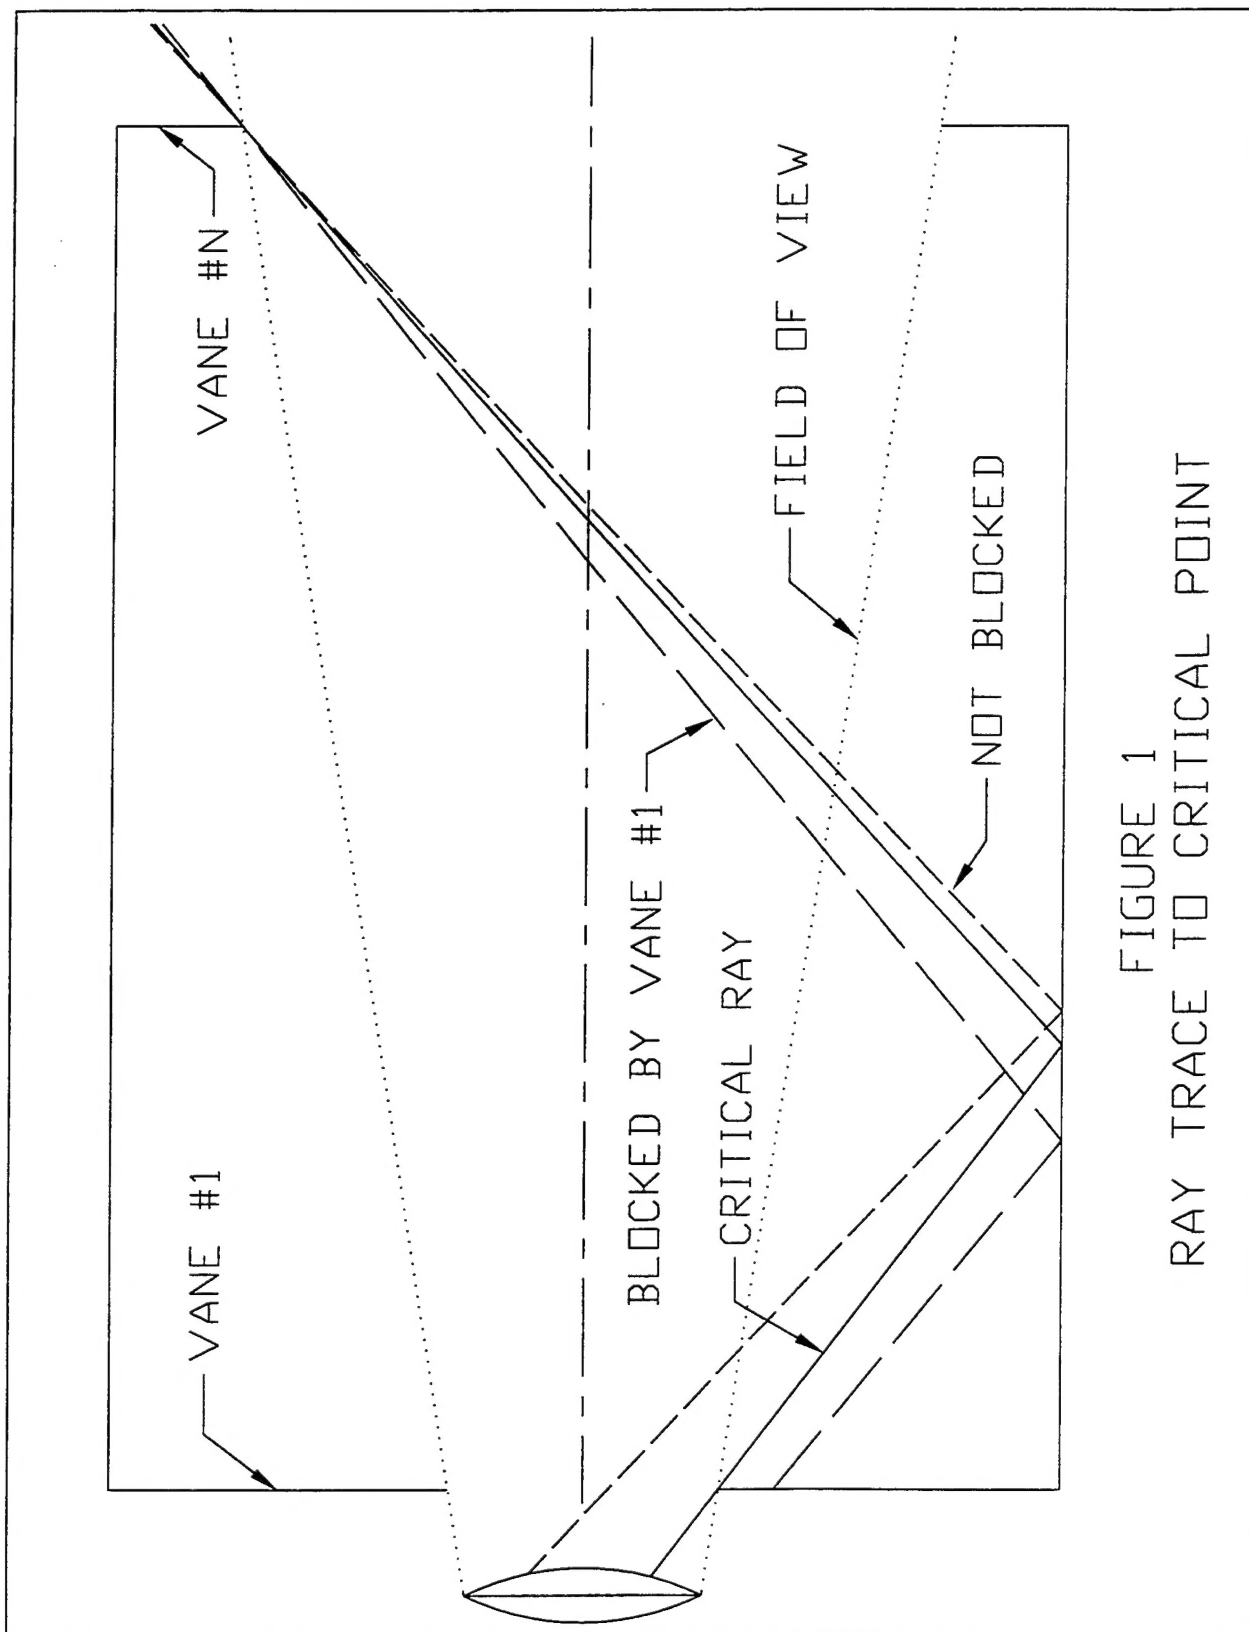 VANE #1
VANE #N
BLOCKED BY VANE #1
CRITICAL RAY
FIELD OF VIEW
NOT BLOCKED
FIGURE 1
RAY TRACE TO CRITICAL POINT